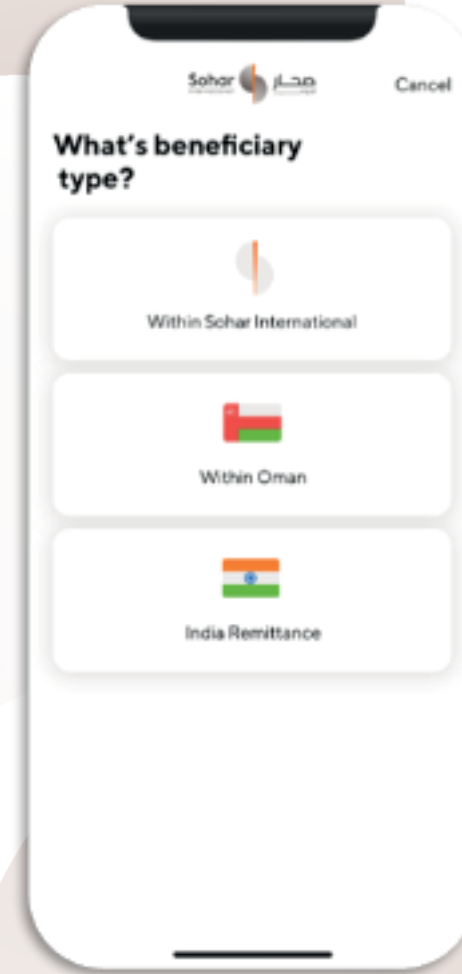 Sohar صحار
Cancel
What's beneficiary
type?
Within Sohar International
Within Oman
India Remittance